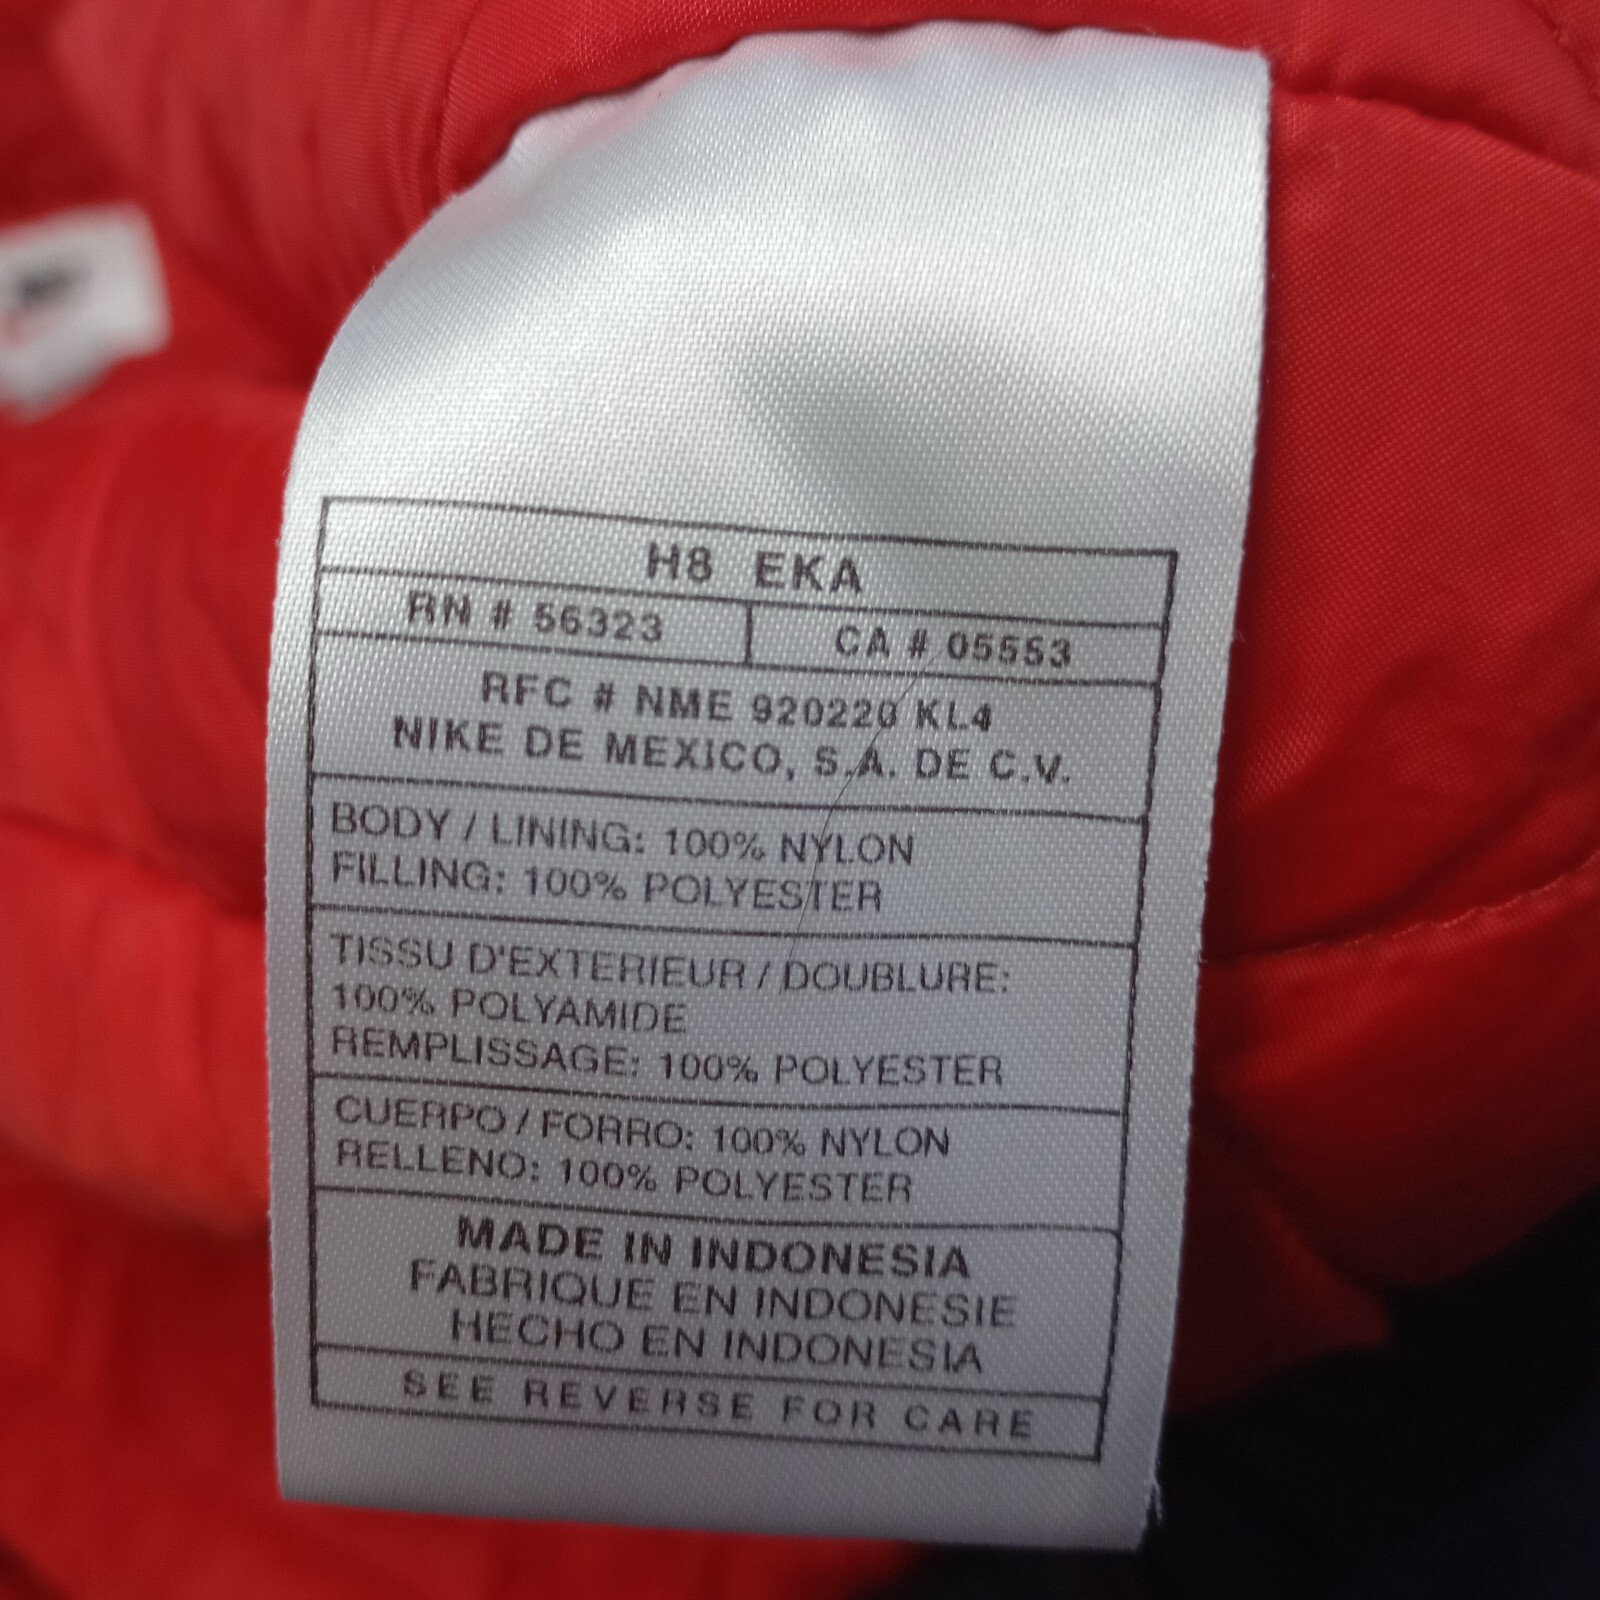 H8 EKA
RN # 56323
CA # 05553
RFC # NME 920220 KL4
NIKE DE MEXICO, S.A. DE C.V.
BODY / LINING: 100% NYLON
FILLING: 100% POLYESTER
TISSU D'EXTERIEUR / DOUBLURE:
100% POLYAMIDE
REMPLISSAGE: 100% POLYESTER
CUERPO / FORRO: 100% NYLON
RELLENO: 100% POLYESTER
MADE IN INDONESIA
FABRIQUE EN INDONESIE
HECHO EN INDONESIA
SEE REVERSE FOR CARE